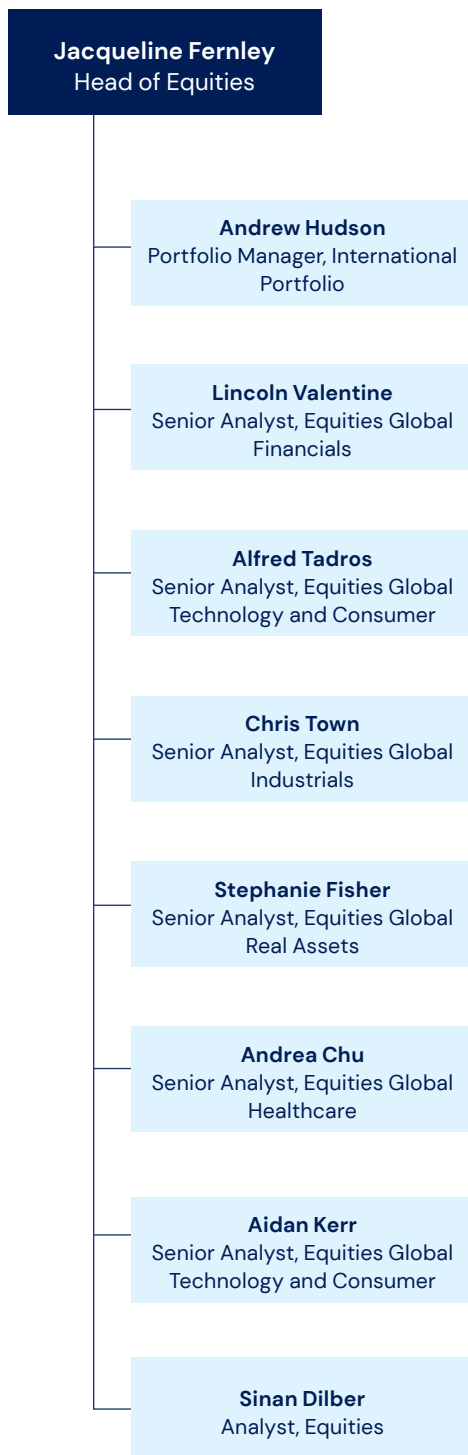 Jacqueline Fernley
Head of Equities
Andrew Hudson
Portfolio Manager, International
Portfolio
Lincoln Valentine
Senior Analyst, Equities Global
Financials
Alfred Tadros
Senior Analyst, Equities Global
Technology and Consumer
Chris Town
Senior Analyst, Equities Global
Industrials
Stephanie Fisher
Senior Analyst, Equities Global
Real Assets
Andrea Chu
Senior Analyst, Equities Global
Healthcare
Aidan Kerr
Senior Analyst, Equities Global
Technology and Consumer
Sinan Dilber
Analyst, Equities